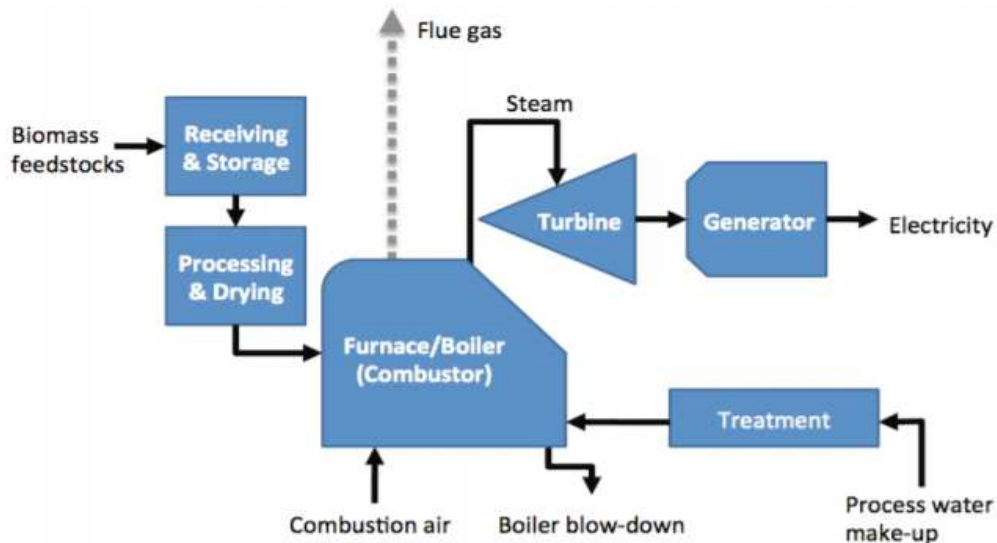 Flue gas
Steam
Biomass
feedstocks
Receiving
& Storage
Turbine
Generator
Electricity
Processing
& Drying
Furnace/Boiler
(Combustor)
Treatment
Combustion air
Boiler blow-down
Process water
make-up